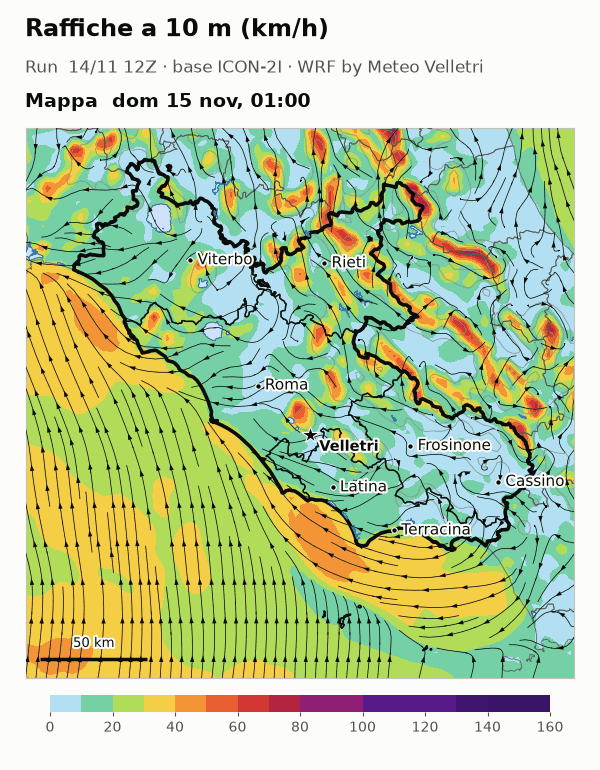 Raffiche a 10 m (km/h)
Run 14/11 12Z · base ICON-2I · WRF by Meteo Velletri
Mappa dom 15 nov, 01:00
Viterbo
Rieti
Roma
Velletri
Frosinone
Cassino
Latina
Terracina
50 km
0 20 40 60 80 100 120 140 160